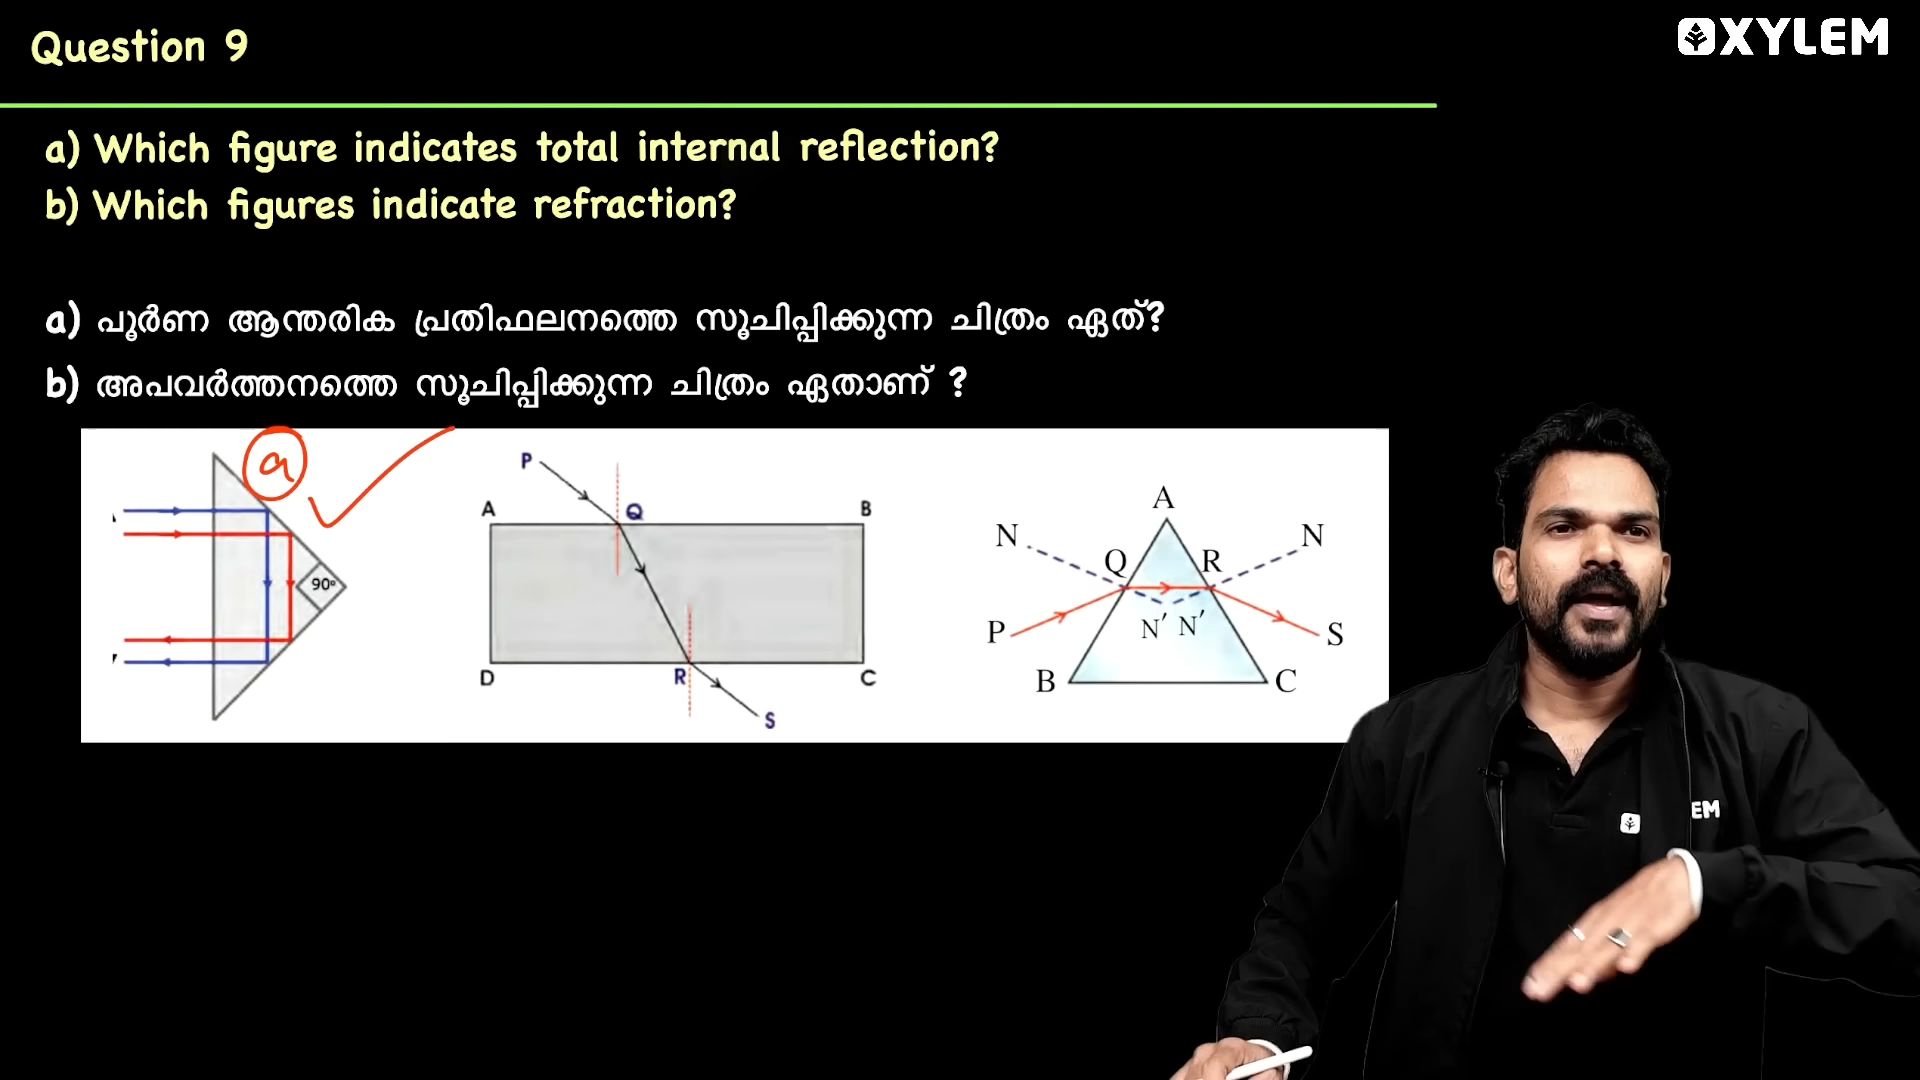 Question 9
XYLEM
a) Which figure indicates total internal reflection?
b) Which figures indicate refraction?
a) പൂർണ ആന്തരിക പ്രതിഫലനത്തെ സൂചിപ്പിക്കുന്ന ചിത്രം ഏത്?
b) അപവർത്തനത്തെ സൂചിപ്പിക്കുന്ന ചിത്രം ഏതാണ് ?
a
90°
P
A
Q
B
D
R
C
S
A
N
Q
R
N
P
N′ N′
S
B
C
EM